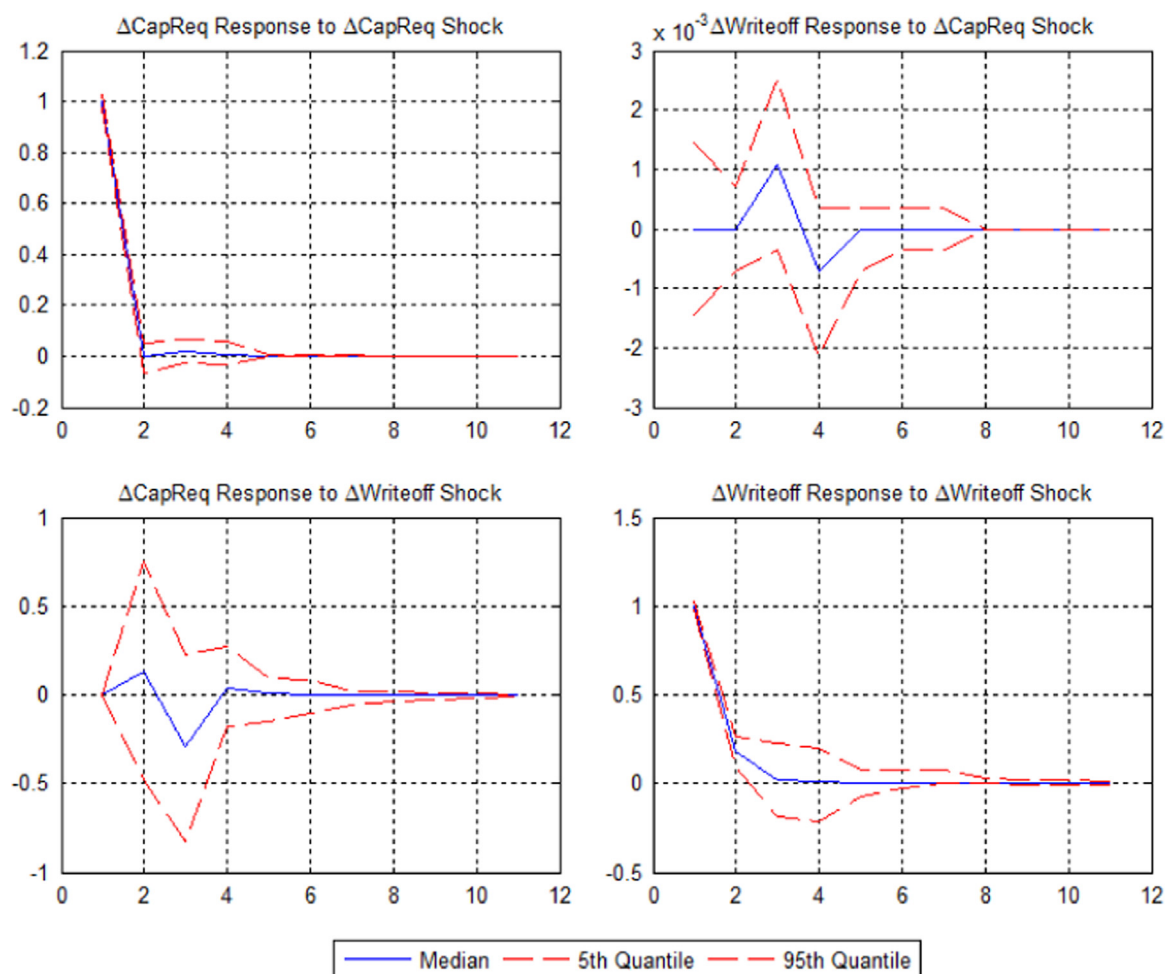 ΔCapReq Response to ΔCapReq Shock
1.2
1
0.8
0.6
0.4
0.2
0
-0.2
0 2 4 6 8 10 12
x 10⁻³ ΔWriteoff Response to ΔCapReq Shock
3
2
1
0
-1
-2
-3
0 2 4 6 8 10 12
ΔCapReq Response to ΔWriteoff Shock
1
0.5
0
-0.5
-1
0 2 4 6 8 10 12
ΔWriteoff Response to ΔWriteoff Shock
1.5
1
0.5
0
-0.5
0 2 4 6 8 10 12
Median 5th Quantile 95th Quantile